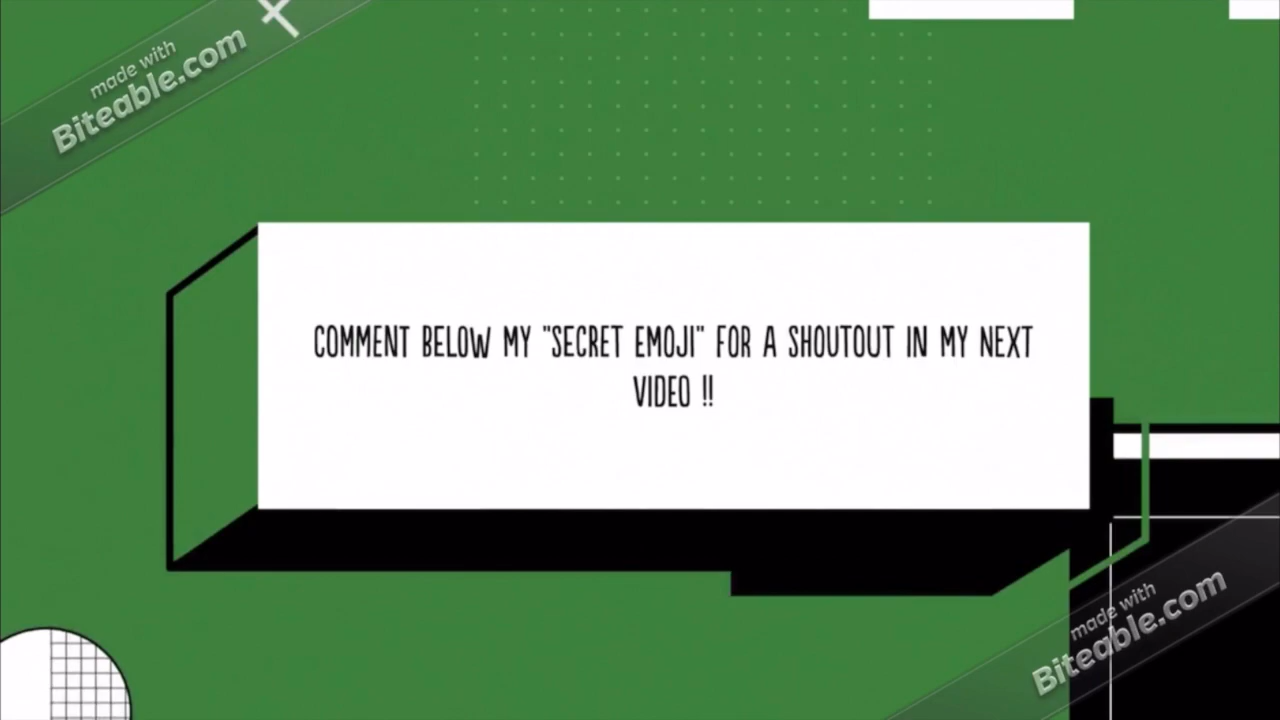 made with
Biteable.com
COMMENT BELOW MY "SECRET EMOJI" FOR A SHOUTOUT IN MY NEXT
VIDEO !!
made with
Biteable.com